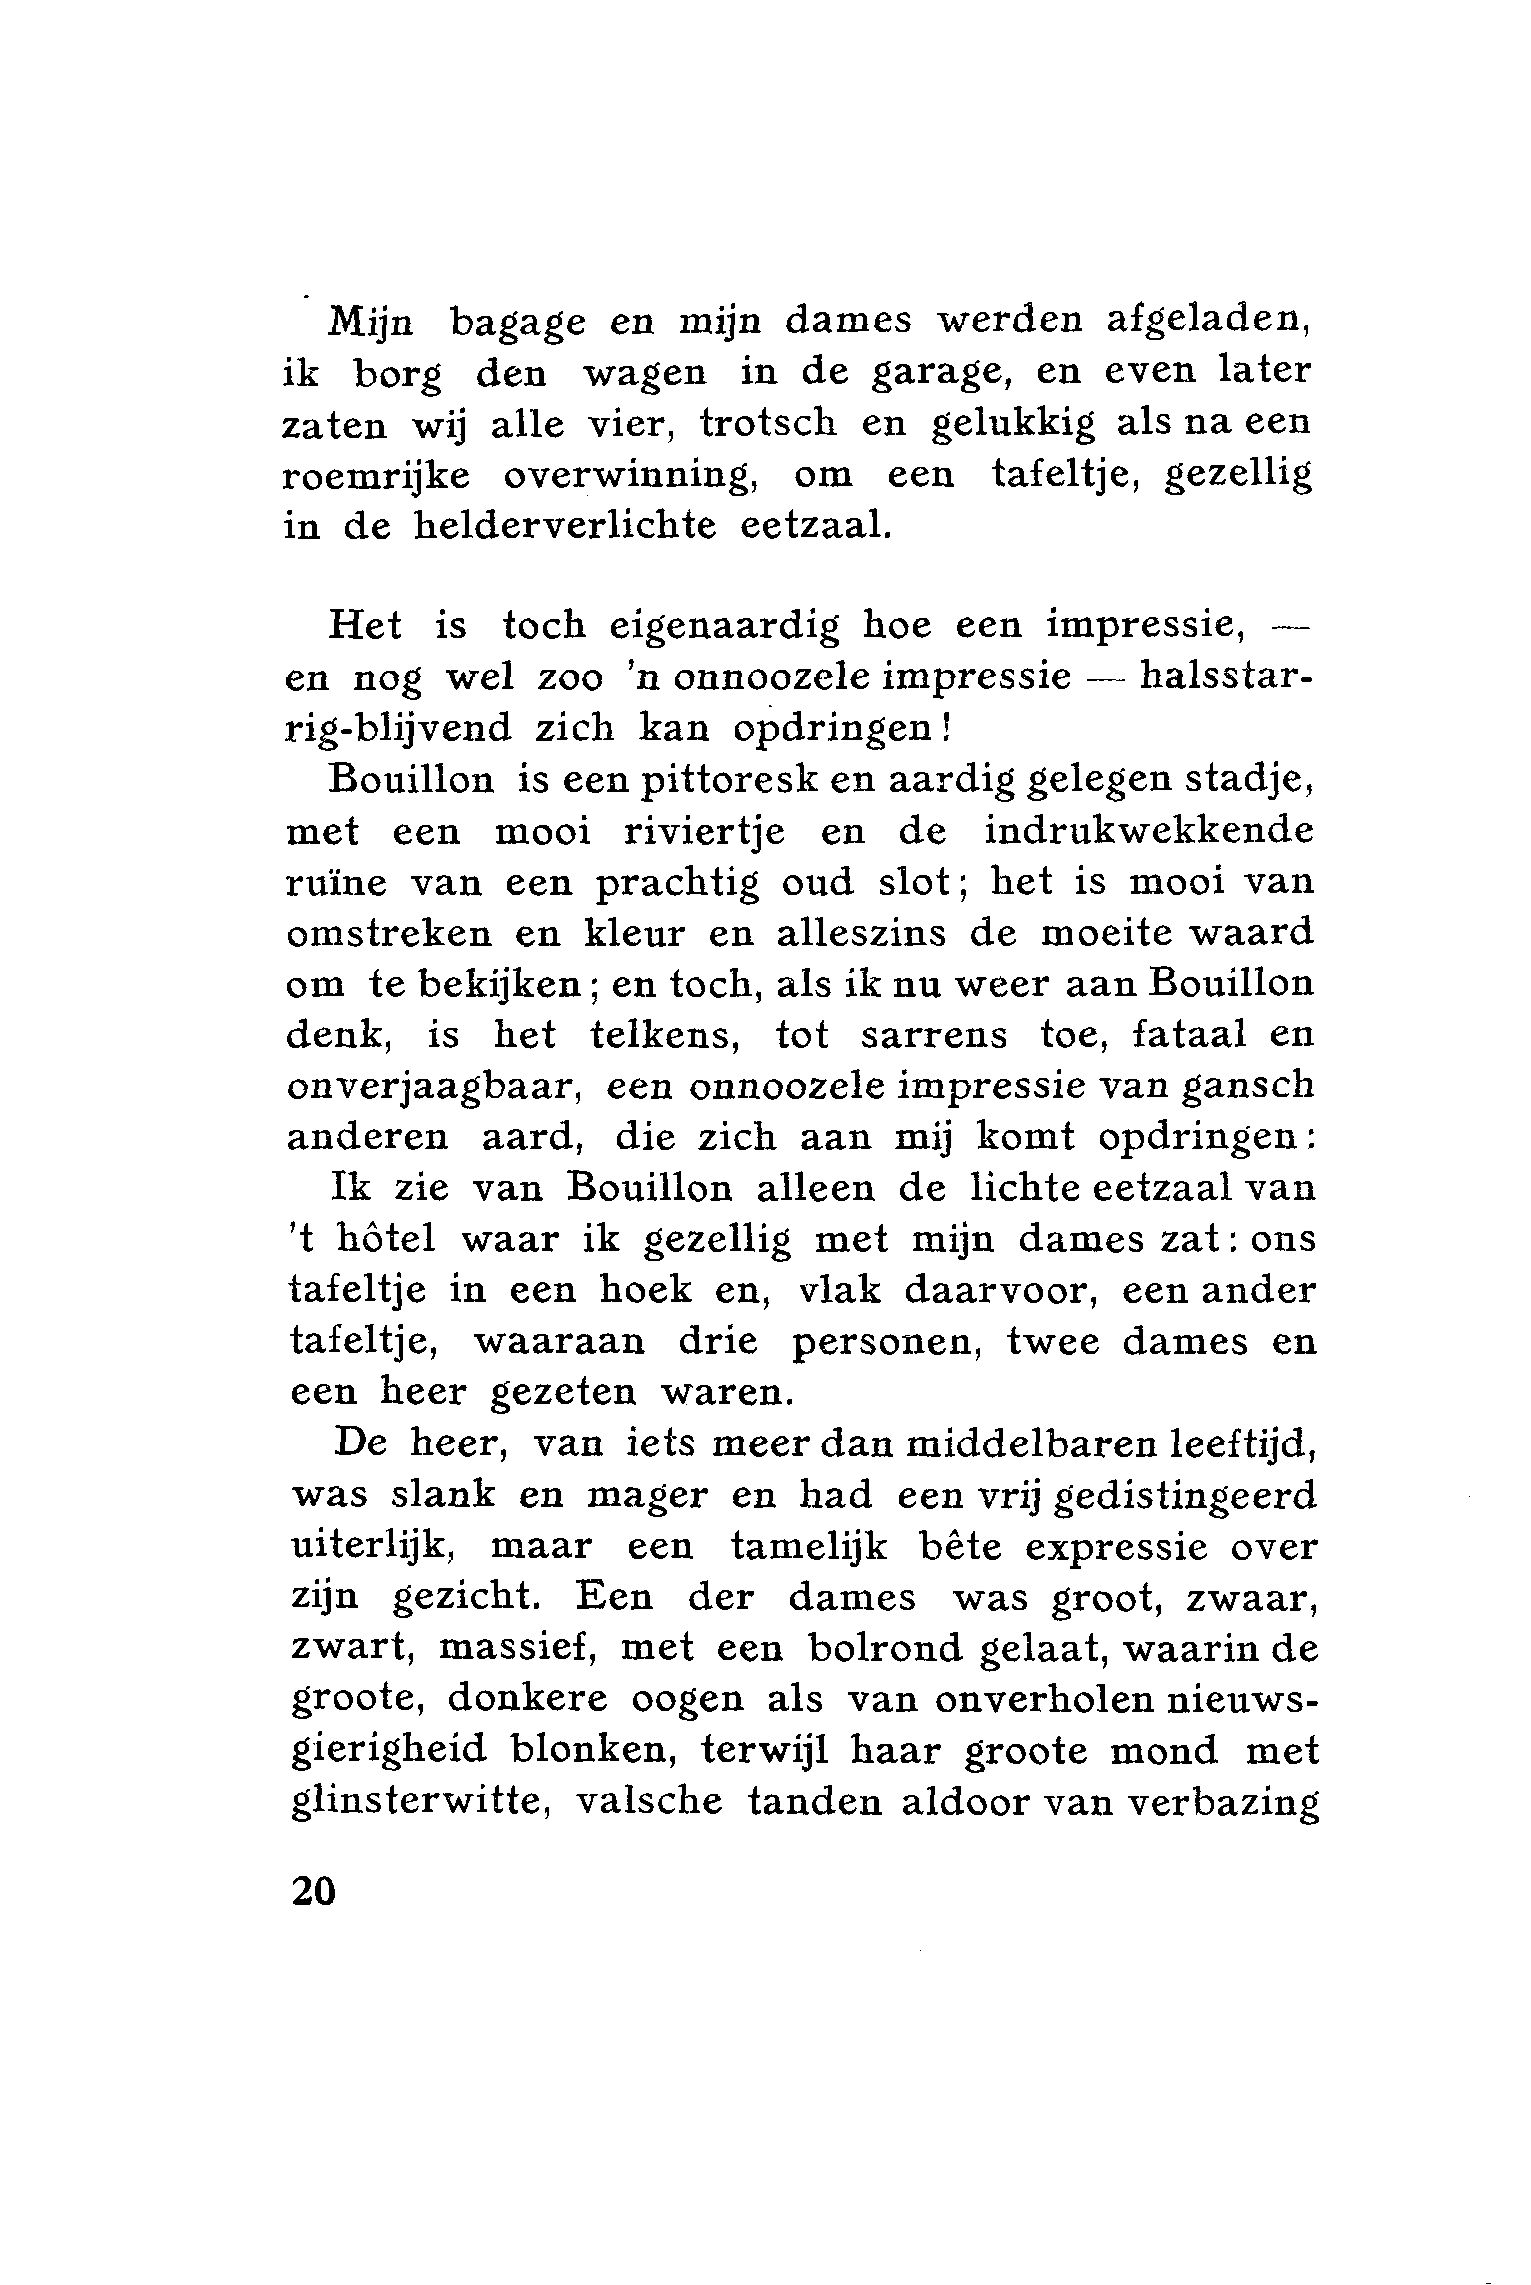 Mijn bagage en mijn dames werden afgeladen,
ik borg den wagen in de garage, en even later
zaten wij alle vier, trotsch en gelukkig als na een
roemrijke overwinning, om een tafeltje, gezellig
in de helderverlichte eetzaal.
Het is toch eigenaardig hoe een impressie, —
en nog wel zoo 'n onnoozele impressie — halsstar-
rig-blijvend zich kan opdringen!
Bouillon is een pittoresk en aardig gelegen stadje,
met een mooi riviertje en de indrukwekkende
ruïne van een prachtig oud slot; het is mooi van
omstreken en kleur en alleszins de moeite waard
om te bekijken; en toch, als ik nu weer aan Bouillon
denk, is het telkens, tot sarrens toe, fataal en
onverjaagbaar, een onnoozele impressie van gansch
anderen aard, die zich aan mij komt opdringen:
Ik zie van Bouillon alleen de lichte eetzaal van
't hôtel waar ik gezellig met mijn dames zat: ons
tafeltje in een hoek en, vlak daarvoor, een ander
tafeltje, waaraan drie personen, twee dames en
een heer gezeten waren.
De heer, van iets meer dan middelbaren leeftijd,
was slank en mager en had een vrij gedistingeerd
uiterlijk, maar een tamelijk bête expressie over
zijn gezicht. Een der dames was groot, zwaar,
zwart, massief, met een bolrond gelaat, waarin de
groote, donkere oogen als van onverholen nieuws-
gierigheid blonken, terwijl haar groote mond met
glinsterwitte, valsche tanden aldoor van verbazing
20